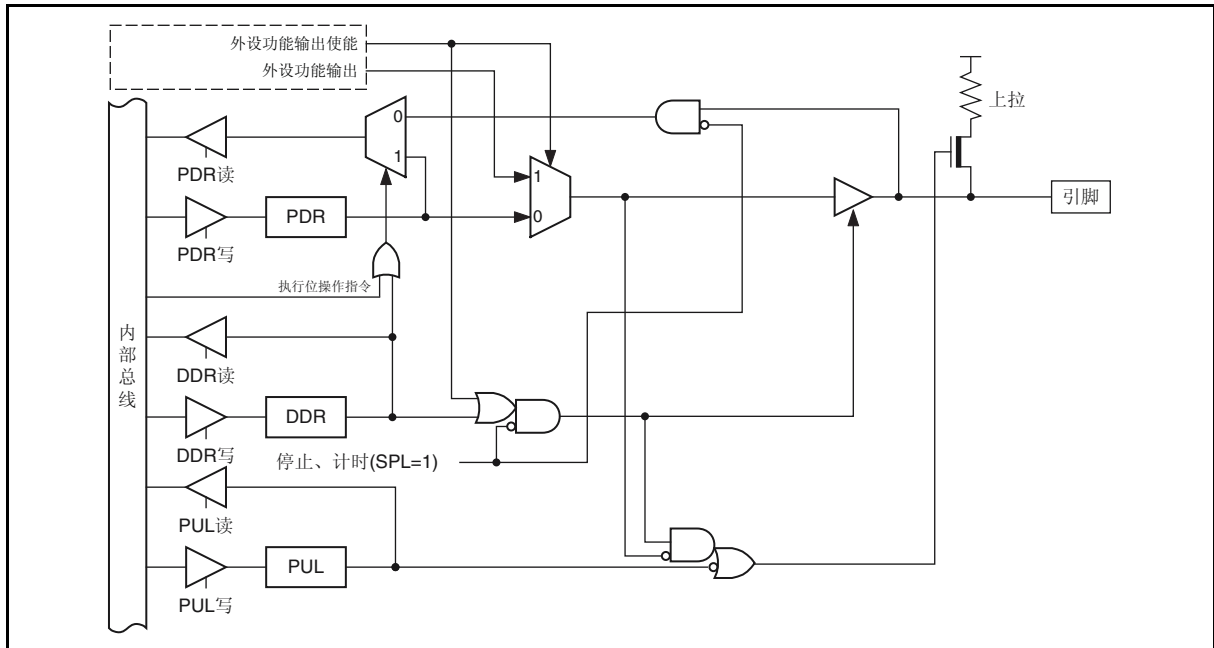 外设功能输出使能
外设功能输出
上拉
0
1
PDR读
1
PDR
0
引脚
PDR写
执行位操作指令
内部总线
DDR读
DDR
DDR写
停止、计时(SPL=1)
PUL读
PUL
PUL写